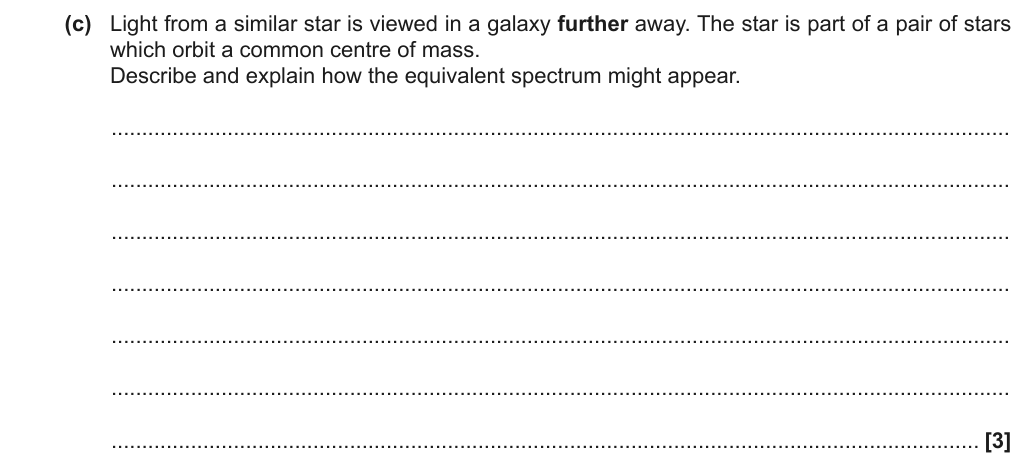 (c) Light from a similar star is viewed in a galaxy further away. The star is part of a pair of stars
which orbit a common centre of mass.
Describe and explain how the equivalent spectrum might appear.
[3]